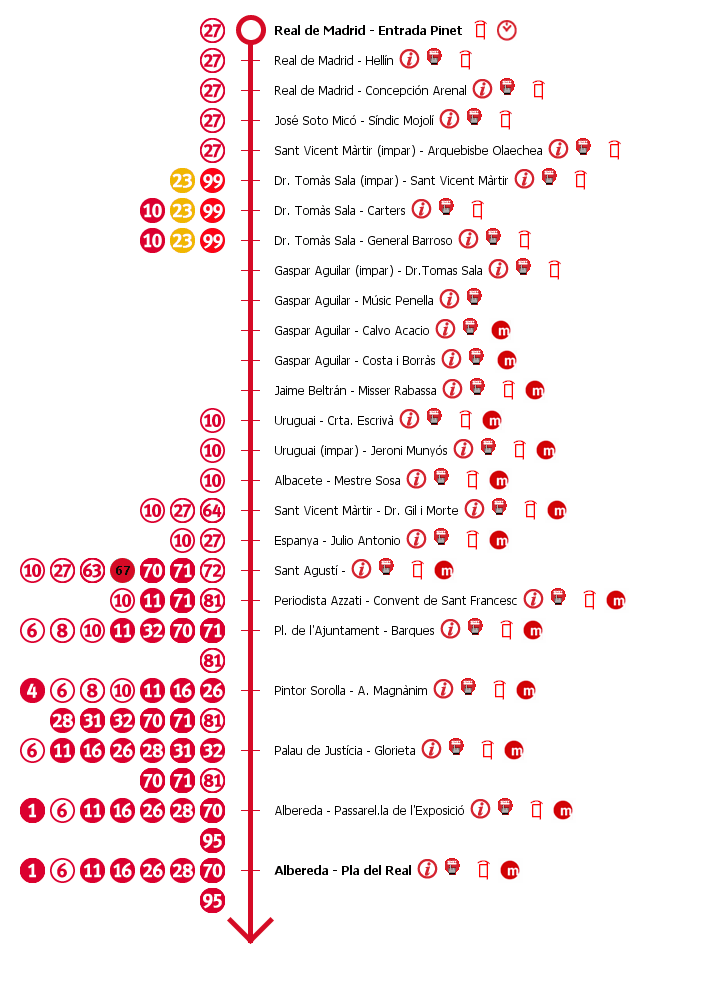 27 Real de Madrid - Entrada Pinet
27 Real de Madrid - Hellín i
27 Real de Madrid - Concepción Arenal i
27 José Soto Micó - Síndic Mojolí i
27 Sant Vicent Màrtir (impar) - Arquebisbe Olaechea i
23 99 Dr. Tomàs Sala (impar) - Sant Vicent Màrtir i
10 23 99 Dr. Tomàs Sala - Carters i
10 23 99 Dr. Tomàs Sala - General Barroso i
Gaspar Aguilar (impar) - Dr.Tomas Sala i
Gaspar Aguilar - Músic Penella i
Gaspar Aguilar - Calvo Acacio i m
Gaspar Aguilar - Costa i Borràs i m
Jaime Beltrán - Misser Rabassa i m
10 Uruguai - Crta. Escrivà i m
10 Uruguai (impar) - Jeroni Munyós i m
10 Albacete - Mestre Sosa i m
10 27 64 Sant Vicent Màrtir - Dr. Gil i Morte i m
10 27 Espanya - Julio Antonio i m
10 27 63 67 70 71 72 Sant Agustí - i m
10 11 71 81 Periodista Azzati - Convent de Sant Francesc i m
6 8 10 11 32 70 71 Pl. de l'Ajuntament - Barques i m
81
4 6 8 10 11 16 26 Pintor Sorolla - A. Magnànim i m
28 31 32 70 71 81
6 11 16 26 28 31 32 Palau de Justícia - Glorieta i m
70 71 81
1 6 11 16 26 28 70 Albereda - Passarel.la de l'Exposició i m
95
1 6 11 16 26 28 70 Albereda - Pla del Real i m
95